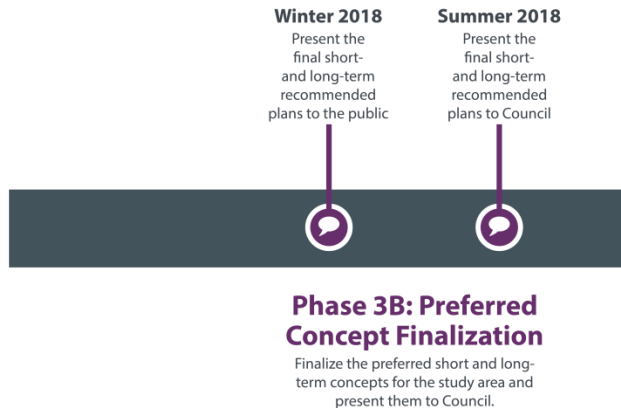 Winter 2018
Present the
final short-
and long-term
recommended
plans to the public
Summer 2018
Present the
final short-
and long-term
recommended
plans to Council
Phase 3B: Preferred
Concept Finalization
Finalize the preferred short and long-
term concepts for the study area and
present them to Council.